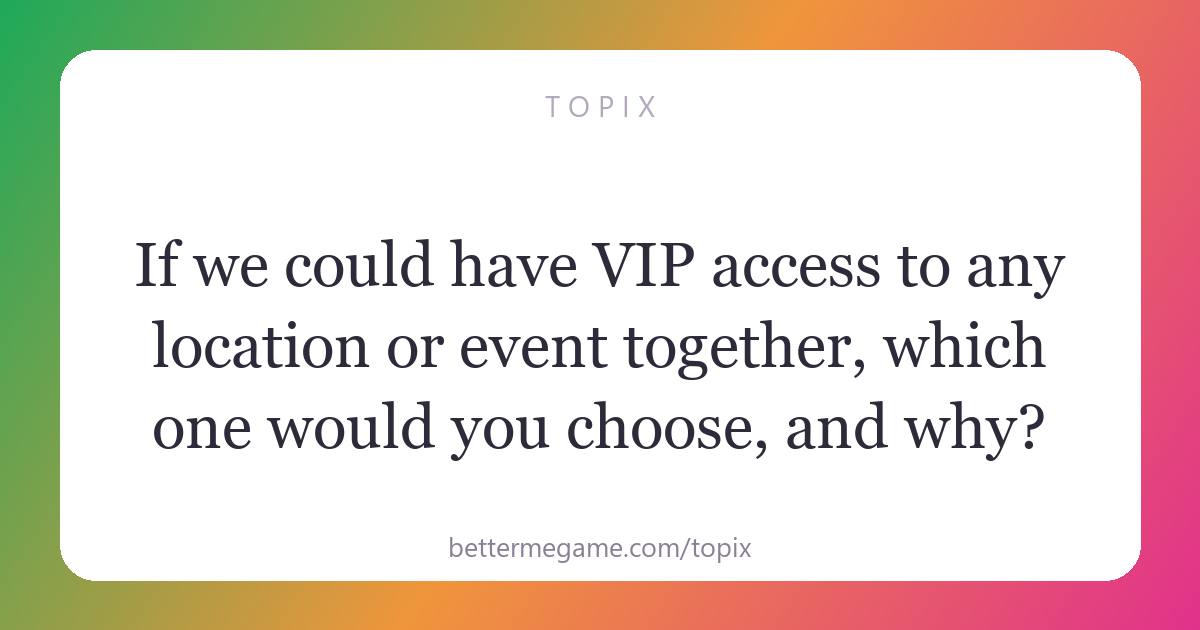 TOPIX
If we could have VIP access to any
location or event together, which
one would you choose, and why?
bettermegame.com/topix